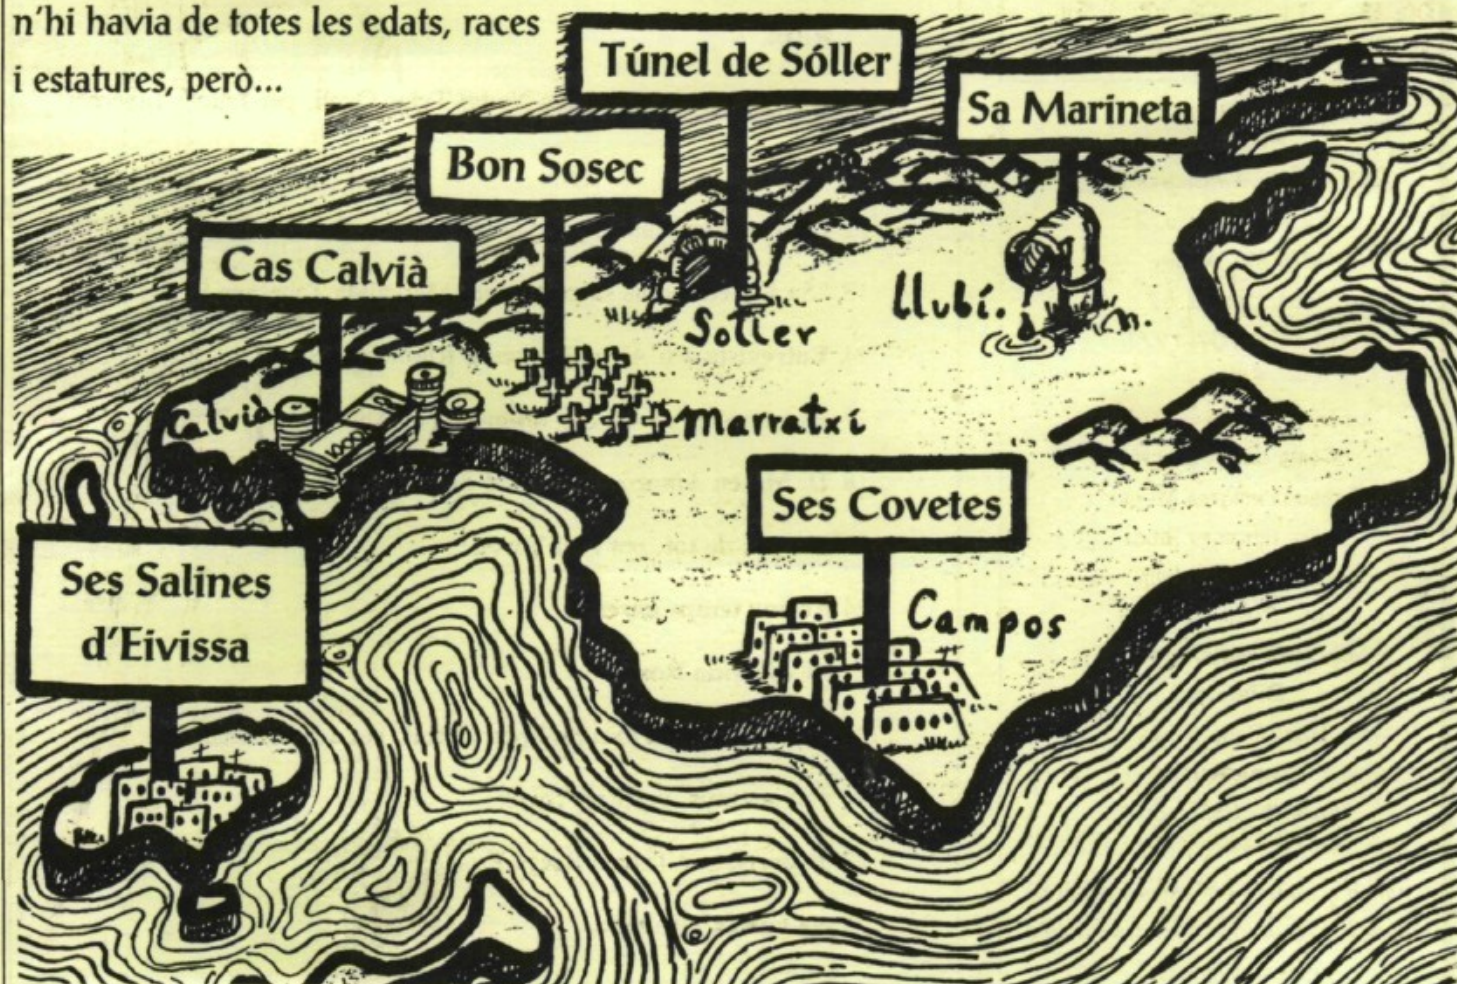 n'hi havia de totes les edats, races
i estatures, però...
Túnel de Sóller
Sa Marineta
Bon Sosec
Cas Calvià
Llubí.
Sóller
Calvià
1000
Marratxí
Ses Covetes
Ses Salines
d'Eivissa
Campos